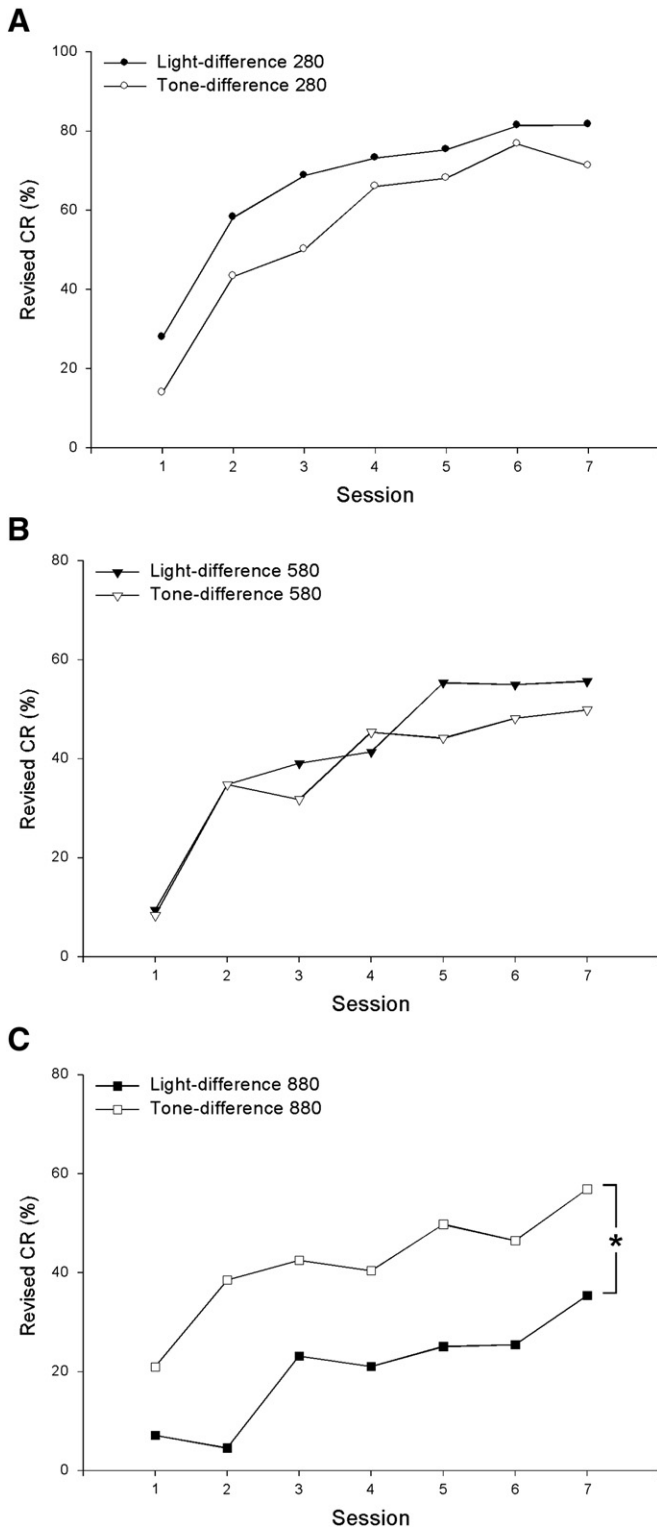 A
100
Light-difference 280
Tone-difference 280
80
60
40
20
0
Revised CR (%)
1 2 3 4 5 6 7
Session
B
80
Light-difference 580
Tone-difference 580
60
40
20
0
Revised CR (%)
1 2 3 4 5 6 7
Session
C
80
Light-difference 880
Tone-difference 880
60
40
20
0
Revised CR (%)
*
1 2 3 4 5 6 7
Session